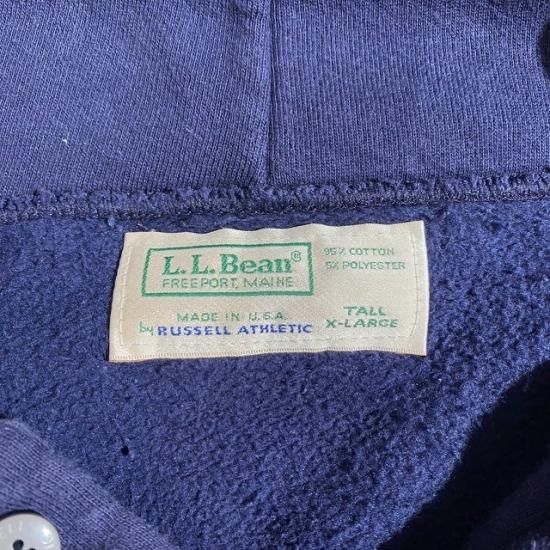 L.L.Bean®
FREEPORT, MAINE
95% COTTON
5% POLYESTER
MADE IN U.S.A.
by RUSSELL ATHLETIC
TALL
X-LARGE